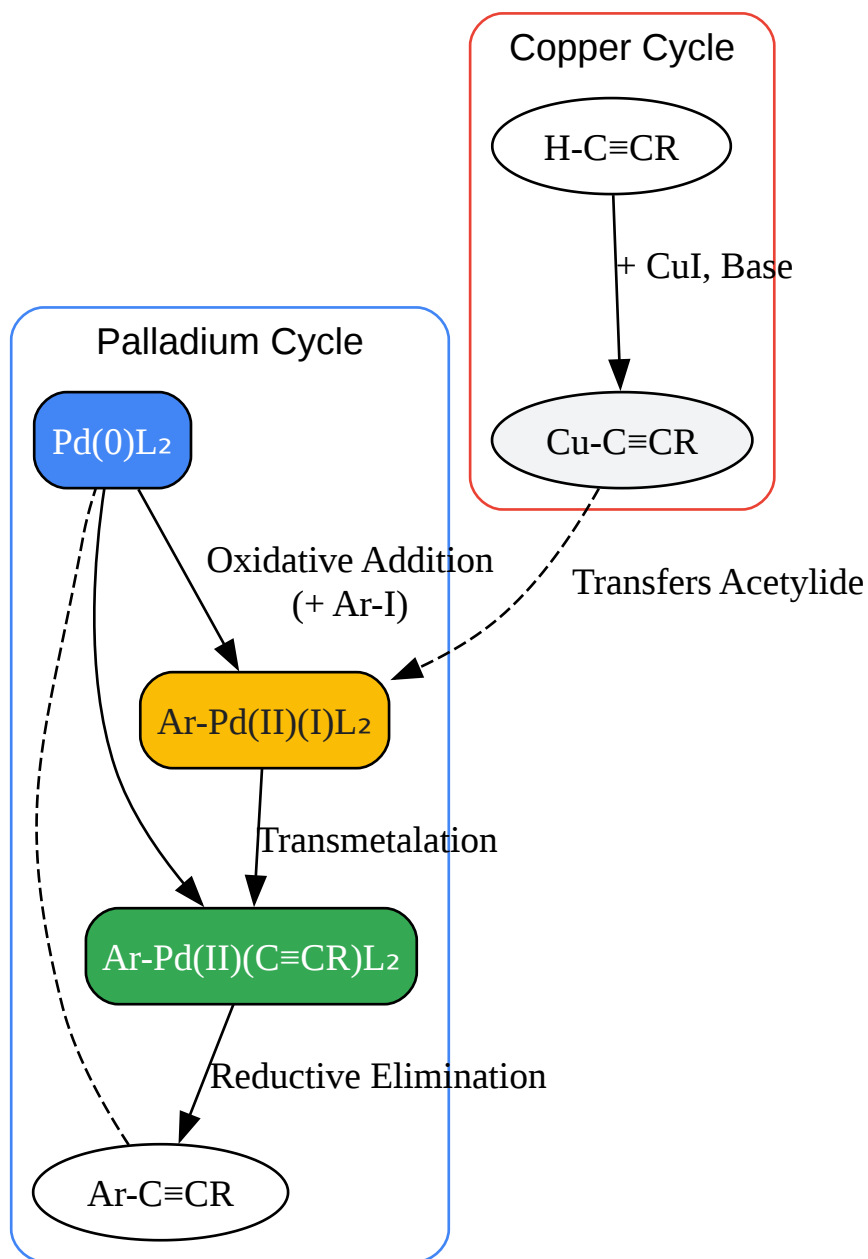 Copper Cycle
H-C≡CR
+ CuI, Base
Cu-C≡CR
Transfers Acetylide
Palladium Cycle
Pd(0)L₂
Oxidative Addition
(+ Ar-I)
Ar-Pd(II)(I)L₂
Transmetalation
Ar-Pd(II)(C≡CR)L₂
Reductive Elimination
Ar-C≡CR